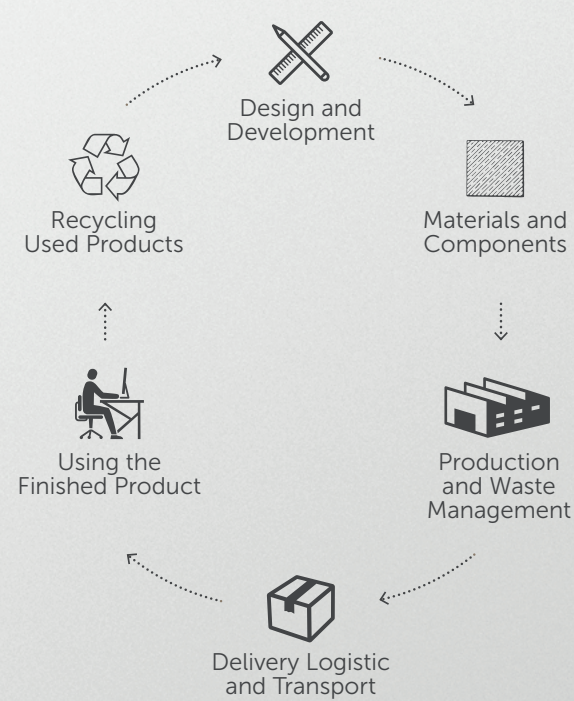 Design and
Development
Materials and
Components
Production
and Waste
Management
Delivery Logistic
and Transport
Using the
Finished Product
Recycling
Used Products